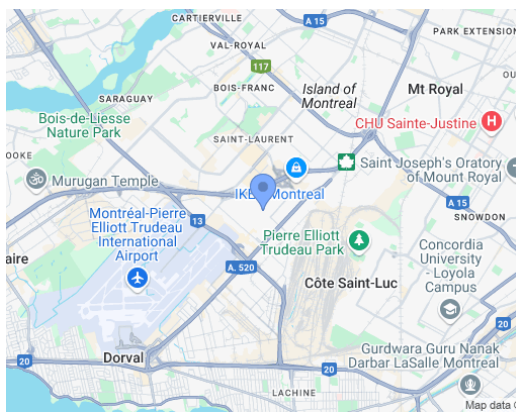 CARTIERVILLE
A 15
PARK EXTENSION
VAL-ROYAL
117
BOIS-FRANC
Island of
Montreal
Mt Royal
SARAGUAY
Bois-de-Liesse
Nature Park
CHU Sainte-Justine
H
SAINT-LAURENT
OOKE
Saint Joseph's Oratory
of Mount Royal
Murugan Temple
Montreal
A 15
SNOWDON
Montréal-Pierre
Elliott Trudeau
International
Airport
13
Pierre Elliott
Trudeau Park
Concordia
University
- Loyola
Campus
aire
A. 520
Côte Saint-Luc
20
20
Dorval
20
Gurdwara Guru Nanak
Darbar LaSalle Montreal
LACHINE
Map data